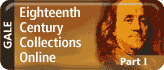 GALE
Eighteenth
Century
Collections
Online
Part I